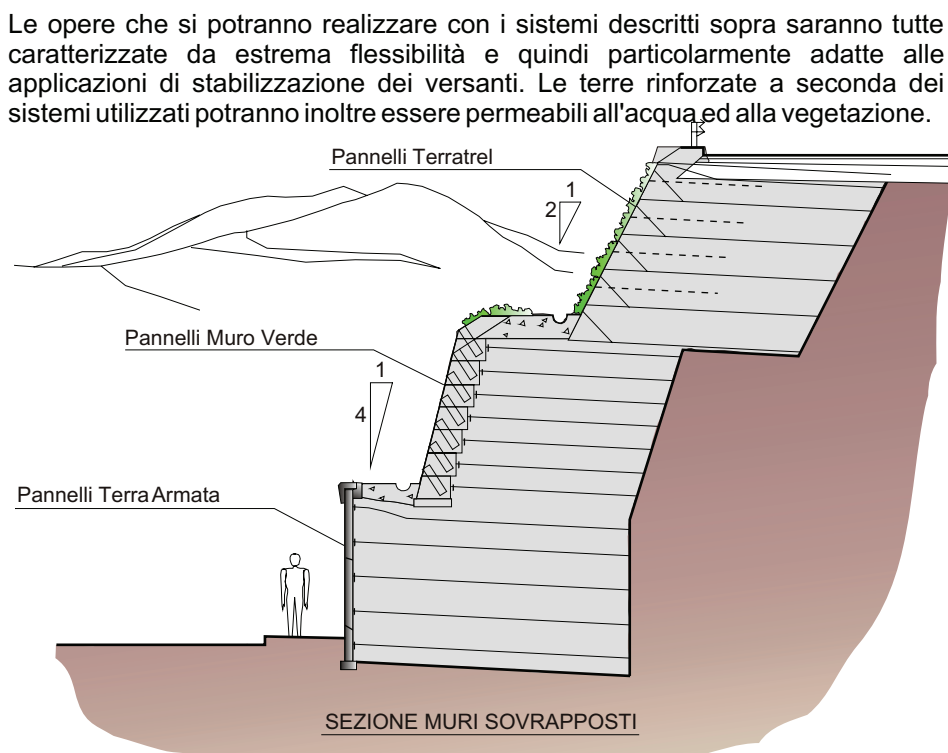 Le opere che si potranno realizzare con i sistemi descritti sopra saranno tutte
caratterizzate da estrema flessibilità e quindi particolarmente adatte alle
applicazioni di stabilizzazione dei versanti. Le terre rinforzate a seconda dei
sistemi utilizzati potranno inoltre essere permeabili all'acqua ed alla vegetazione.
Pannelli Terratrel
1
2
Pannelli Muro Verde
1
4
Pannelli Terra Armata
SEZIONE MURI SOVRAPPOSTI